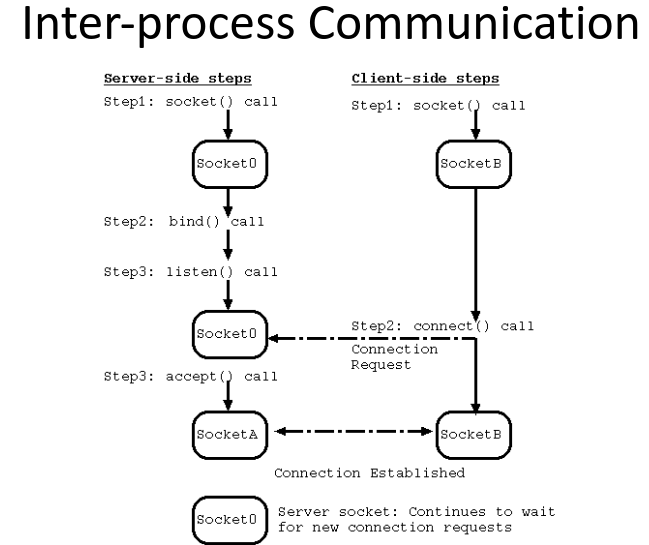 Inter-process Communication
Server-side steps
Step1: socket() call
Socket0
Step2: bind() call
Step3: listen() call
Socket0
Step3: accept() call
SocketA
Client-side steps
Step1: socket() call
SocketB
Step2: connect() call
Connection
Request
SocketB
Connection Established
Socket0
Server socket: Continues to wait
for new connection requests